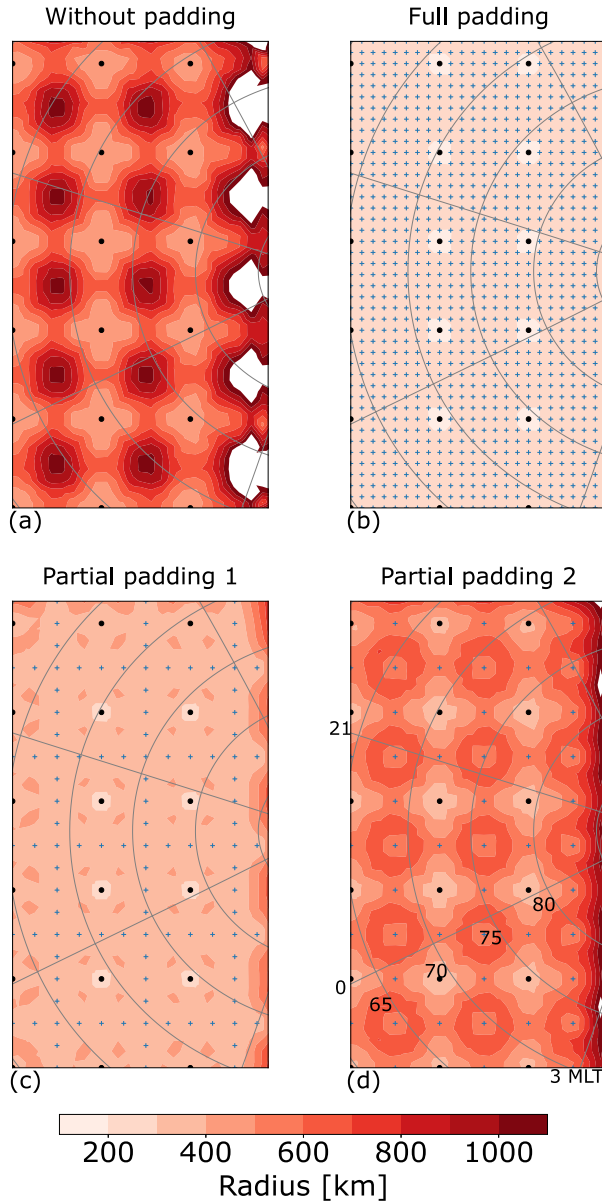 Without padding
Full padding
(a)
(b)
Partial padding 1
Partial padding 2
21
80
75
0
70
65
(c)
(d)
3 MLT
200 400 600 800 1000
Radius [km]